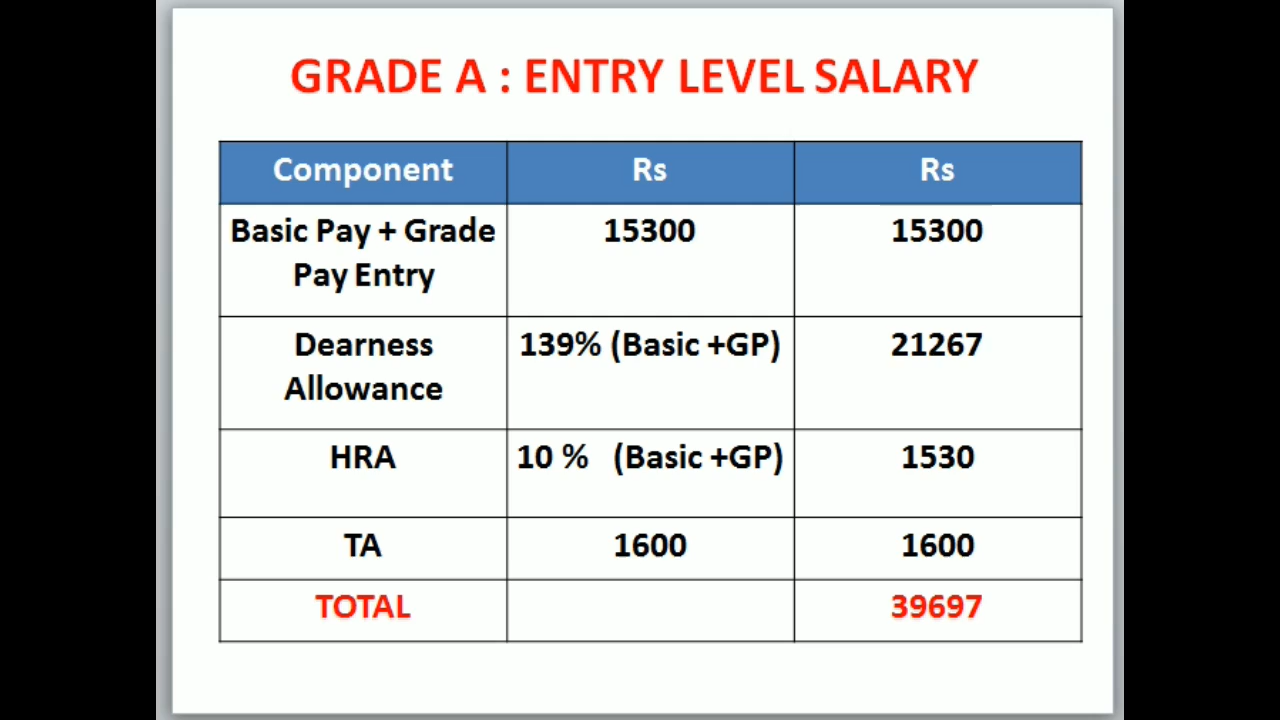 GRADE A : ENTRY LEVEL SALARY
Component Rs Rs
Basic Pay + Grade 15300 15300
Pay Entry
Dearness 139% (Basic +GP) 21267
Allowance
HRA 10 % (Basic +GP) 1530
TA 1600 1600
TOTAL 39697